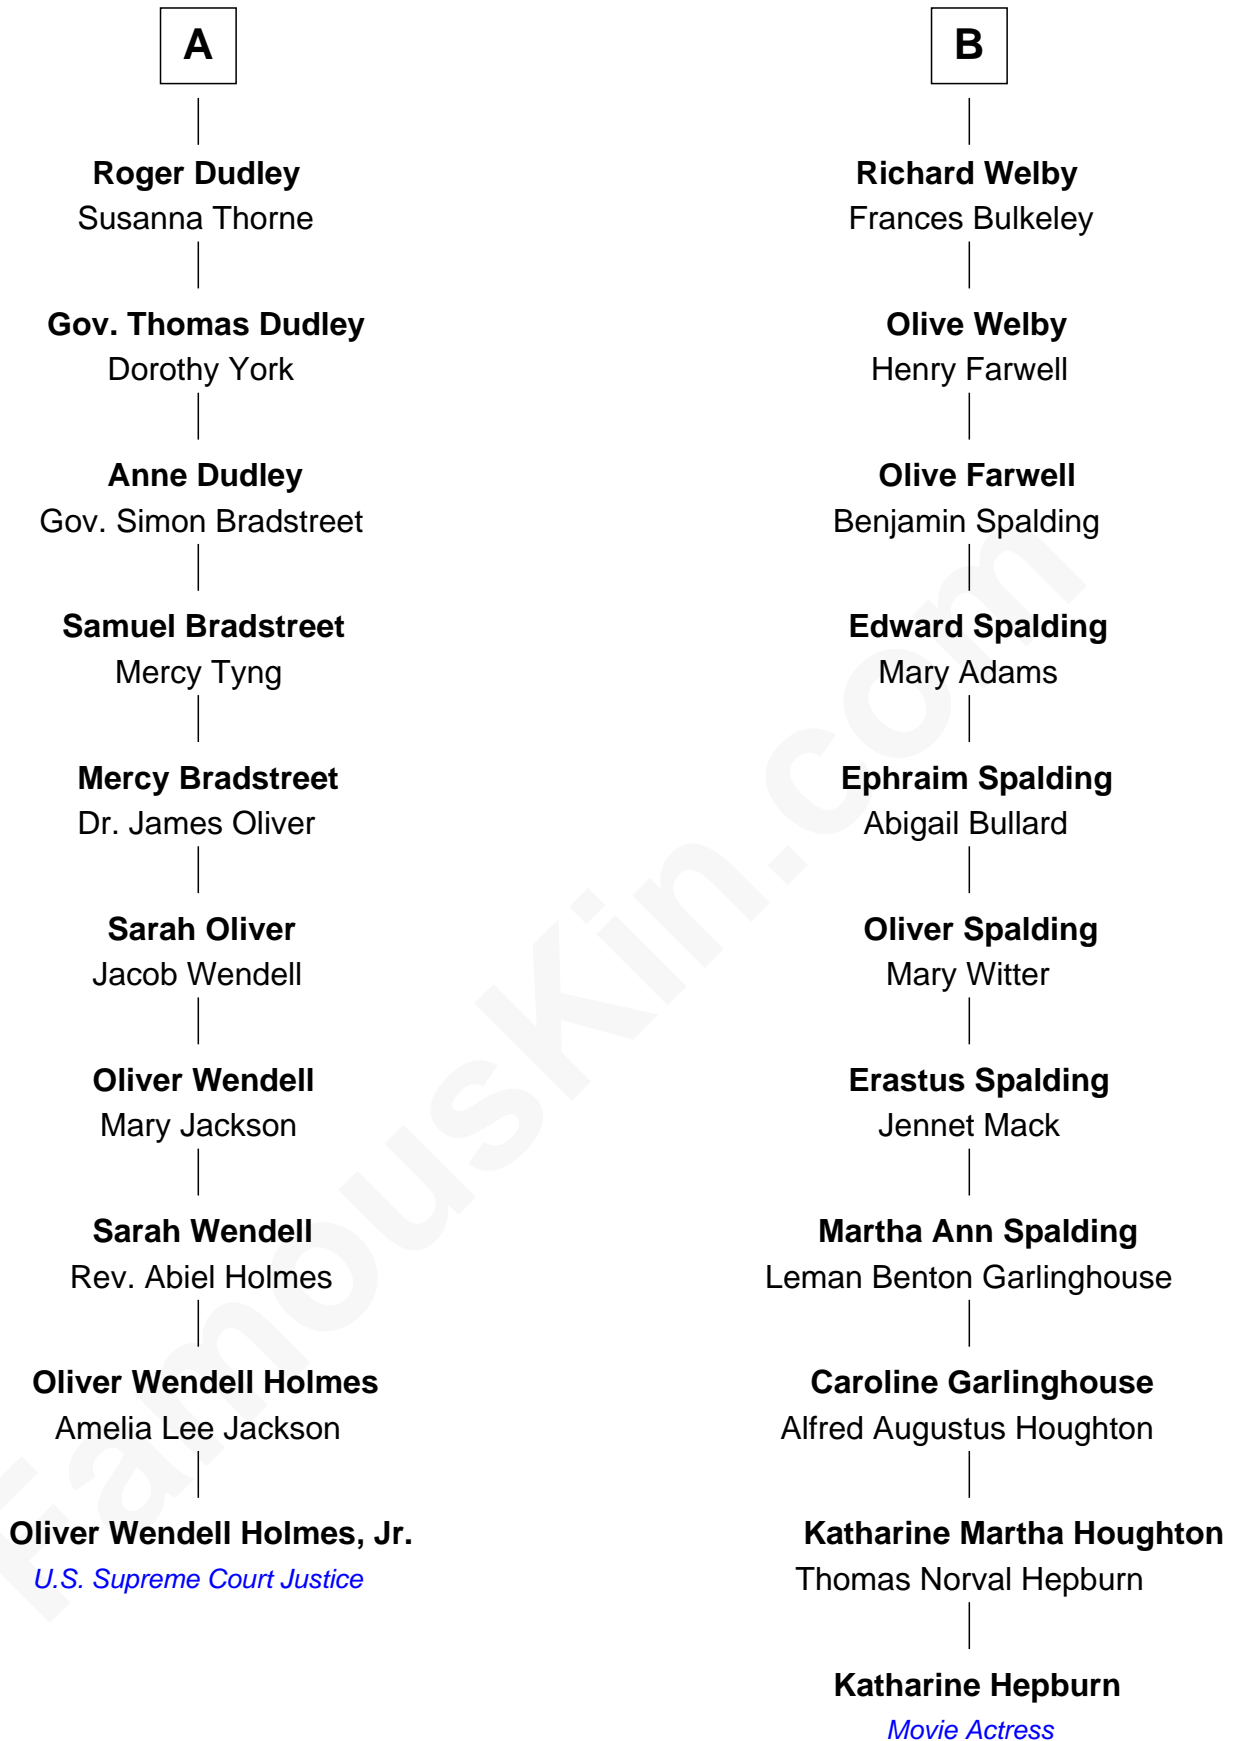 A
Roger Dudley
Susanna Thorne
Gov. Thomas Dudley
Dorothy York
Anne Dudley
Gov. Simon Bradstreet
Samuel Bradstreet
Mercy Tyng
Mercy Bradstreet
Dr. James Oliver
Sarah Oliver
Jacob Wendell
Oliver Wendell
Mary Jackson
Sarah Wendell
Rev. Abiel Holmes
Oliver Wendell Holmes
Amelia Lee Jackson
Oliver Wendell Holmes, Jr.
U.S. Supreme Court Justice
B
Richard Welby
Frances Bulkeley
Olive Welby
Henry Farwell
Olive Farwell
Benjamin Spalding
Edward Spalding
Mary Adams
Ephraim Spalding
Abigail Bullard
Oliver Spalding
Mary Witter
Erastus Spalding
Jennet Mack
Martha Ann Spalding
Leman Benton Garlinghouse
Caroline Garlinghouse
Alfred Augustus Houghton
Katharine Martha Houghton
Thomas Norval Hepburn
Katharine Hepburn
Movie Actress
FamousKin.com